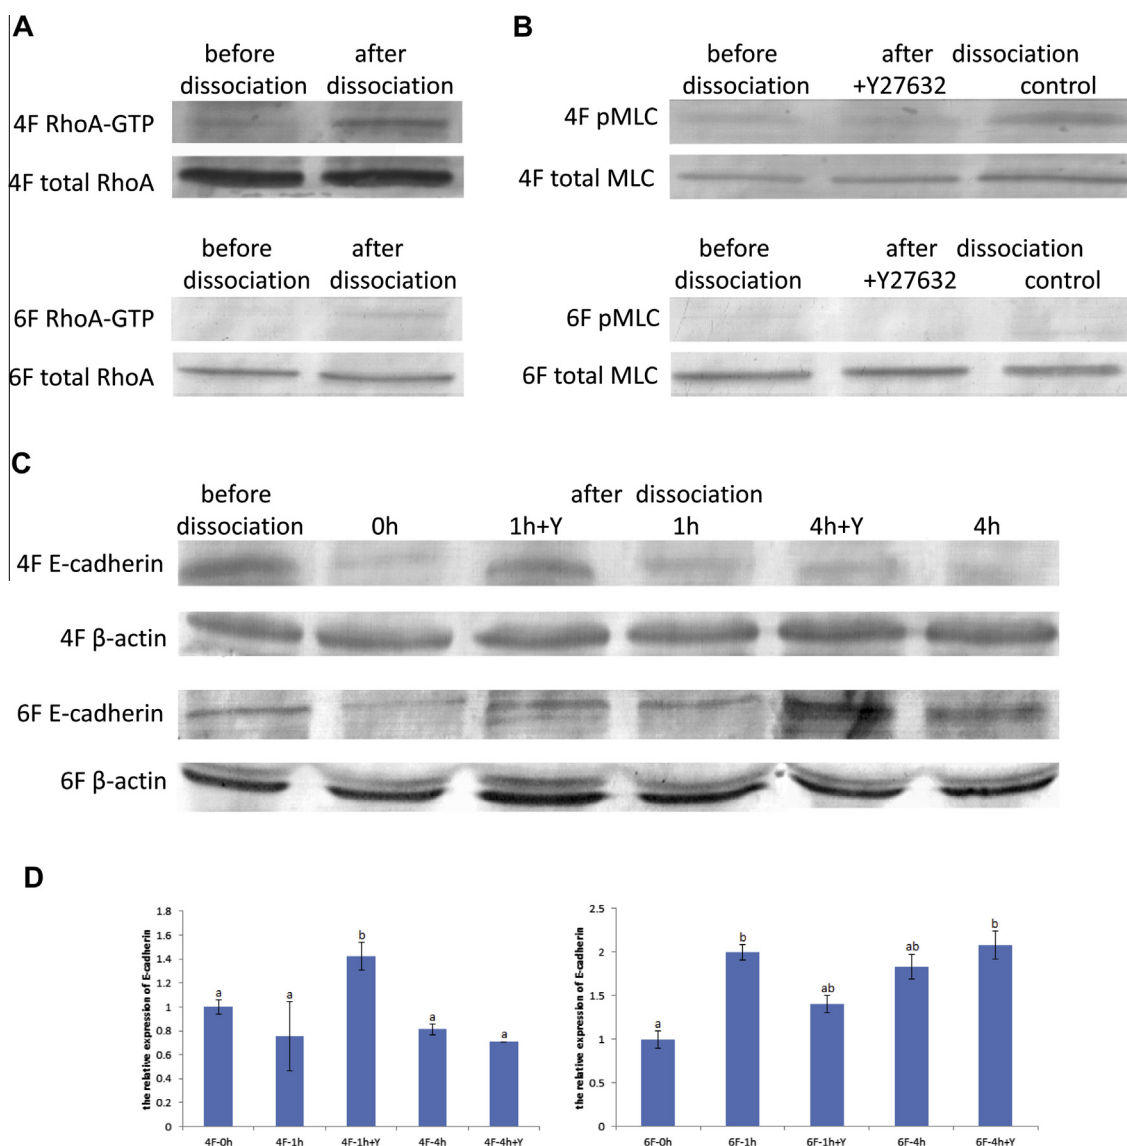 A
before after
dissociation dissociation
4F RhoA-GTP
4F total RhoA
before after
dissociation dissociation
6F RhoA-GTP
6F total RhoA
B
before after dissociation
dissociation +Y27632 control
4F pMLC
4F total MLC
before after dissociation
dissociation +Y27632 control
6F pMLC
6F total MLC
C
before after dissociation
dissociation 0h 1h+Y 1h 4h+Y 4h
4F E-cadherin
4F β-actin
6F E-cadherin
6F β-actin
D
the relative expression of E-cadherin
1.8
1.6
1.4
1.2
1
0.8
0.6
0.4
0.2
0
a a b a a
4F-0h 4F-1h 4F-1h+Y 4F-4h 4F-4h+Y
the relative expression of E-cadherin
2.5
2
1.5
1
0.5
0
a b ab ab b
6F-0h 6F-1h 6F-1h+Y 6F-4h 6F-4h+Y